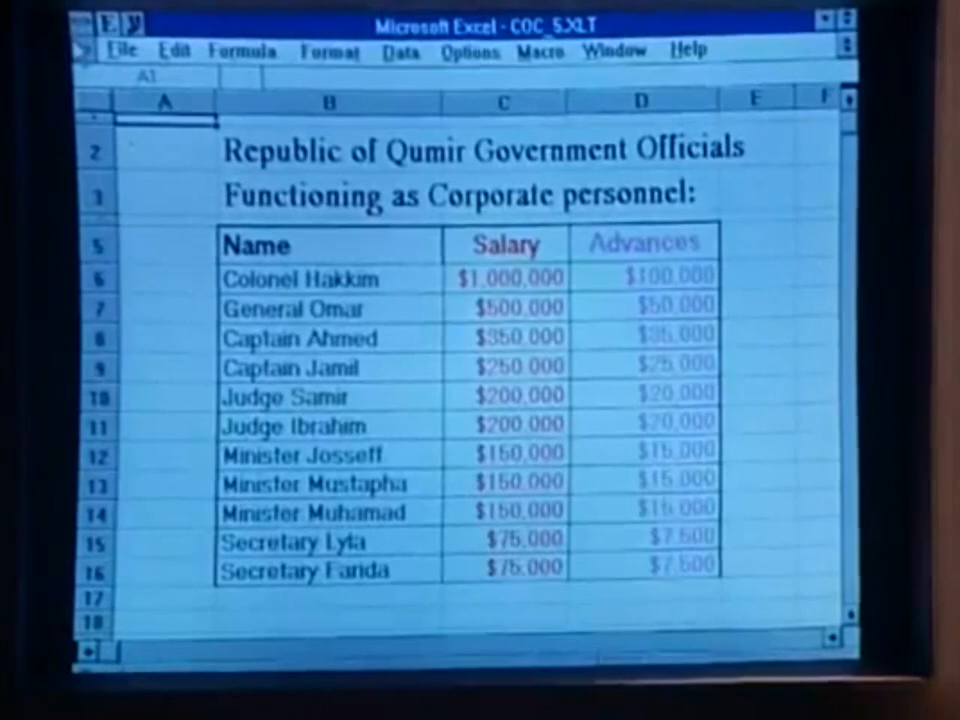 Microsoft Excel - COC_5.XLT
File Edit Formula Format Data Options Macro Window Help
A1
A B C D E F
2 Republic of Qumir Government Officials
3 Functioning as Corporate personnel:
5 Name Salary Advances
6 Colonel Hakkim $1,000,000 $100,000
7 General Omar $500,000 $50,000
8 Captain Ahmed $350,000 $35,000
9 Captain Jamil $250,000 $25,000
10 Judge Samir $200,000 $20,000
11 Judge Ibrahim $200,000 $20,000
12 Minister Josseff $150,000 $15,000
13 Minister Mustapha $150,000 $15,000
14 Minister Muhamad $150,000 $15,000
15 Secretary Lyta $75,000 $7,500
16 Secretary Farida $75,000 $7,500
17
18